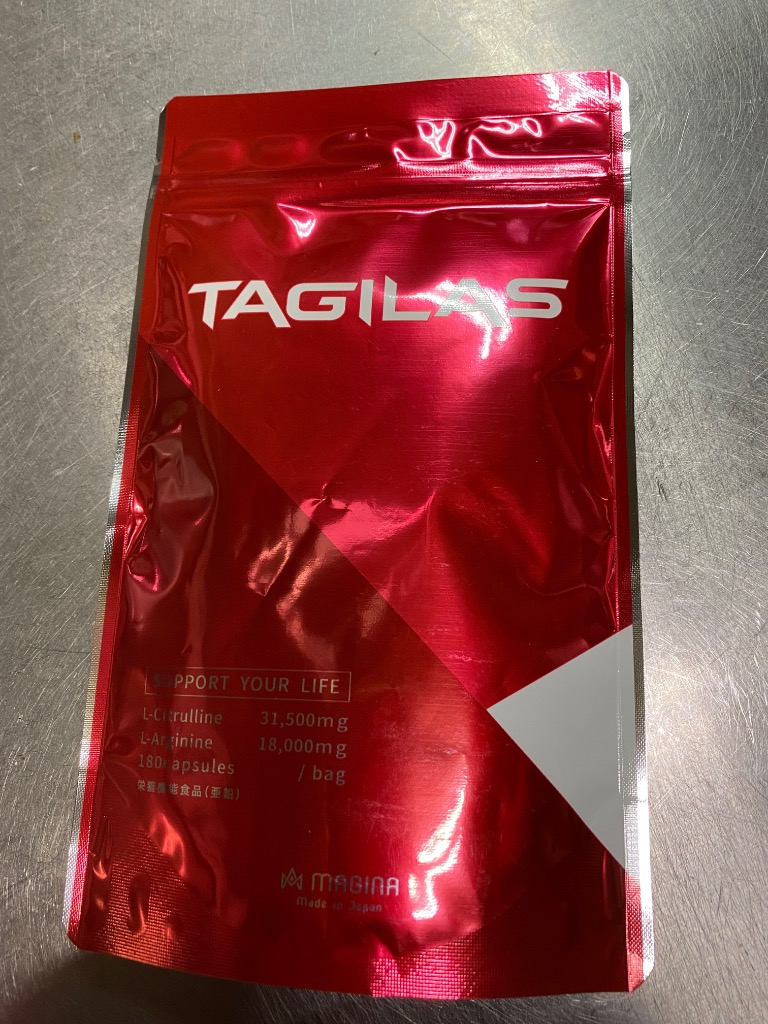 TAGILAS
SUPPORT YOUR LIFE
L-Citrulline 31,500mg
L-Arginine 18,000mg
180capsules / bag
栄養機能食品(亜鉛)
MAGINA
Made in Japan